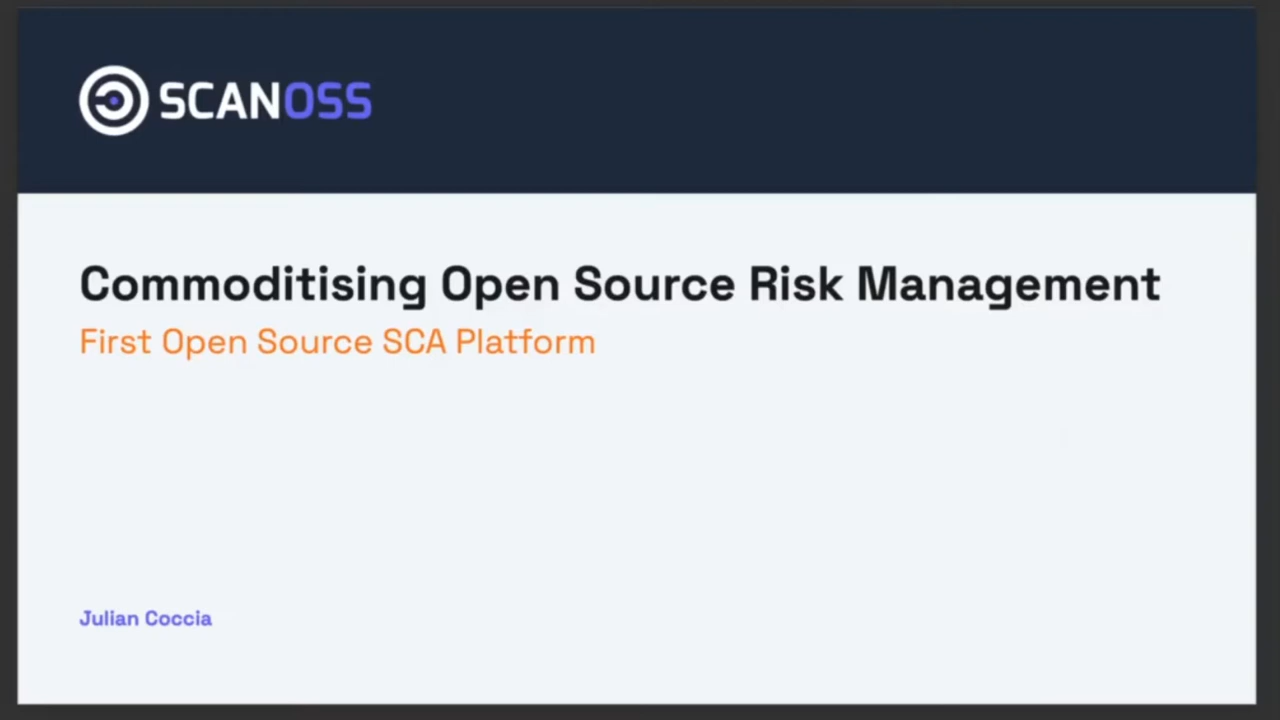 SCANOSS
Commoditising Open Source Risk Management
First Open Source SCA Platform
Julian Coccia